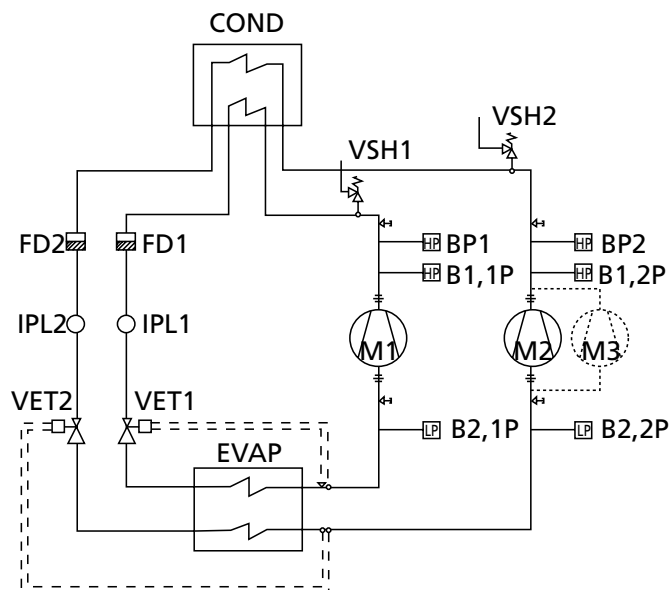 COND
VSH2
VSH1
FD2 FD1 HP BP1 HP BP2
HP B1,1P HP B1,2P
IPL2 IPL1 M1 M2 M3
VET2 VET1
LP B2,1P LP B2,2P
EVAP